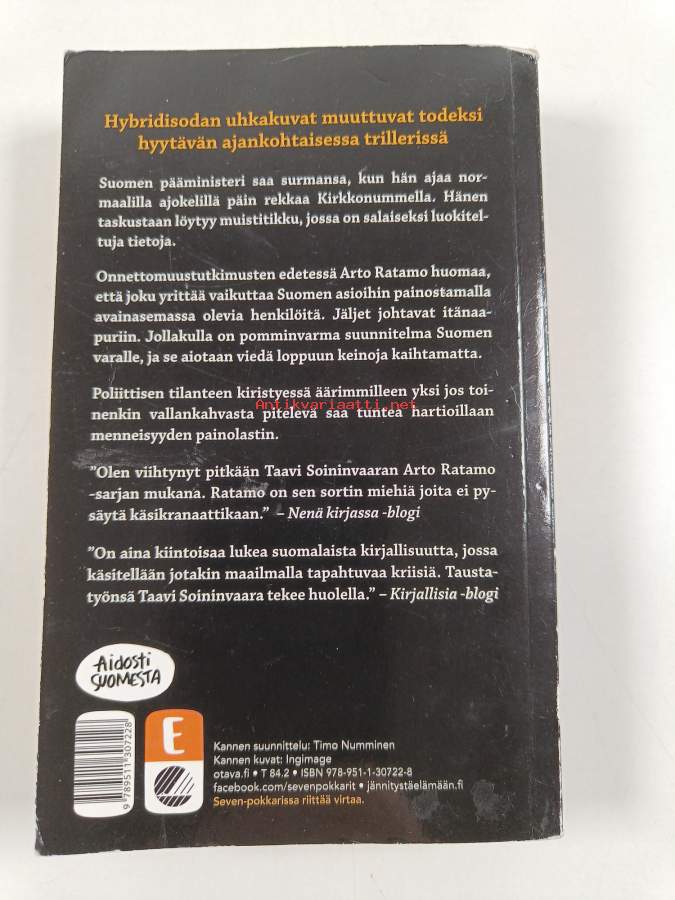 Hybridisodan uhkakuvat muuttuvat todeksi
hyytävän ajankohtaisessa trillerissä
Suomen pääministeri saa surmansa, kun hän ajaa nor-
maalilla ajokelillä päin rekkaa Kirkkonummella. Hänen
taskustaan löytyy muistitikku, jossa on salaiseksi luokitel-
tuja tietoja.
Onnettomuustutkimusten edetessä Arto Ratamo huomaa,
että joku yrittää vaikuttaa Suomen asioihin painostamalla
avainasemassa olevia henkilöitä. Jäljet johtavat itänaa-
puriin. Jollakulla on pomminvarma suunnitelma Suomen
varalle, ja se aiotaan viedä loppuun keinoja kaihtamatta.
Poliittisen tilanteen kiristyessä äärimmilleen yksi jos toi-
nenkin vallankahvasta pitelevä saa tuntea hartioillaan
Antikvariaatti.net
menneisyyden painolastin.
”Olen viihtynyt pitkään Taavi Soininvaaran Arto Ratamo
-sarjan mukana. Ratamo on sen sortin miehiä joita ei py-
säytä käsikranaattikaan.” – Nenä kirjassa -blogi
”On aina kiintoisaa lukea suomalaista kirjallisuutta, jossa
käsitellään jotakin maailmalla tapahtuvaa kriisiä. Tausta-
työnsä Taavi Soininvaara tekee huolella.” – Kirjallisia -blogi
Aidosti
SUOMESTA
9 789511 307228
E
Kannen suunnittelu: Timo Numminen
Kannen kuvat: Ingimage
otava.fi • T 84.2 • ISBN 978-951-1-30722-8
facebook.com/sevenpokkarit • jännitystäelämään.fi
Seven-pokkarissa riittää virtaa.